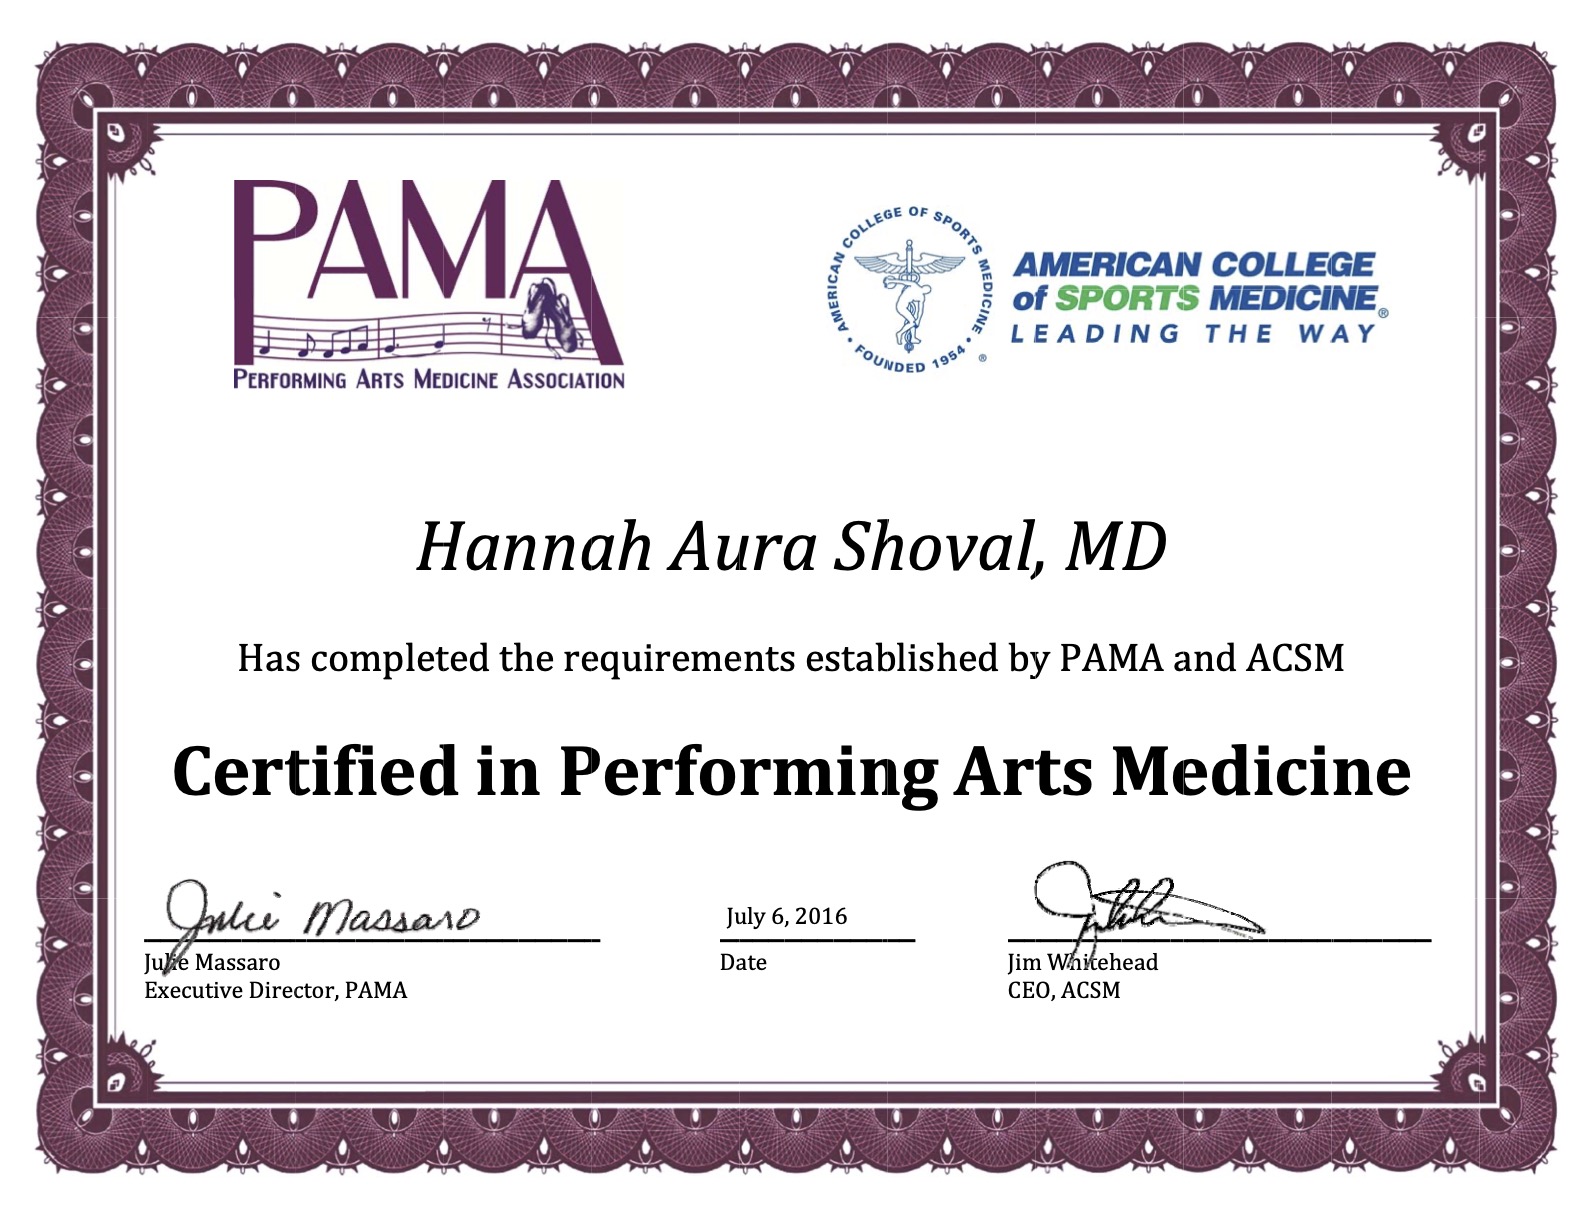 PAMA
PERFORMING ARTS MEDICINE ASSOCIATION
AMERICAN COLLEGE OF SPORTS MEDICINE
• FOUNDED 1954 • ®
AMERICAN COLLEGE
of SPORTS MEDICINE®
LEADING THE WAY
Hannah Aura Shoval, MD
Has completed the requirements established by PAMA and ACSM
Certified in Performing Arts Medicine
Julie Massaro
July 6, 2016
Julie Massaro
Executive Director, PAMA
Date
Jim Whitehead
CEO, ACSM